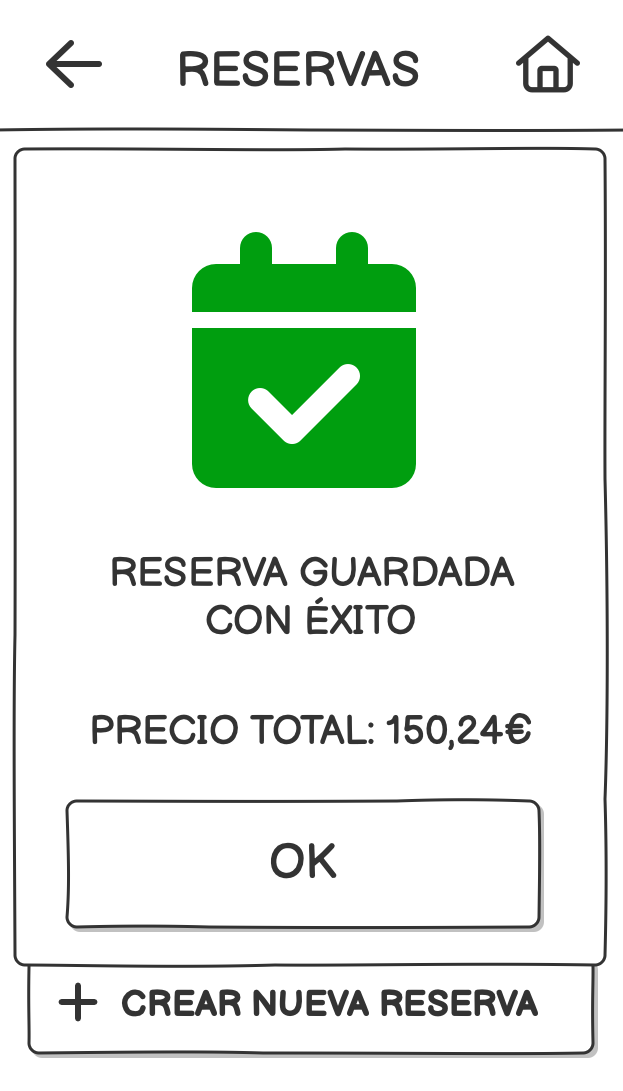 RESERVAS
RESERVA GUARDADA
CON ÉXITO
PRECIO TOTAL: 150,24€
OK
CREAR NUEVA RESERVA